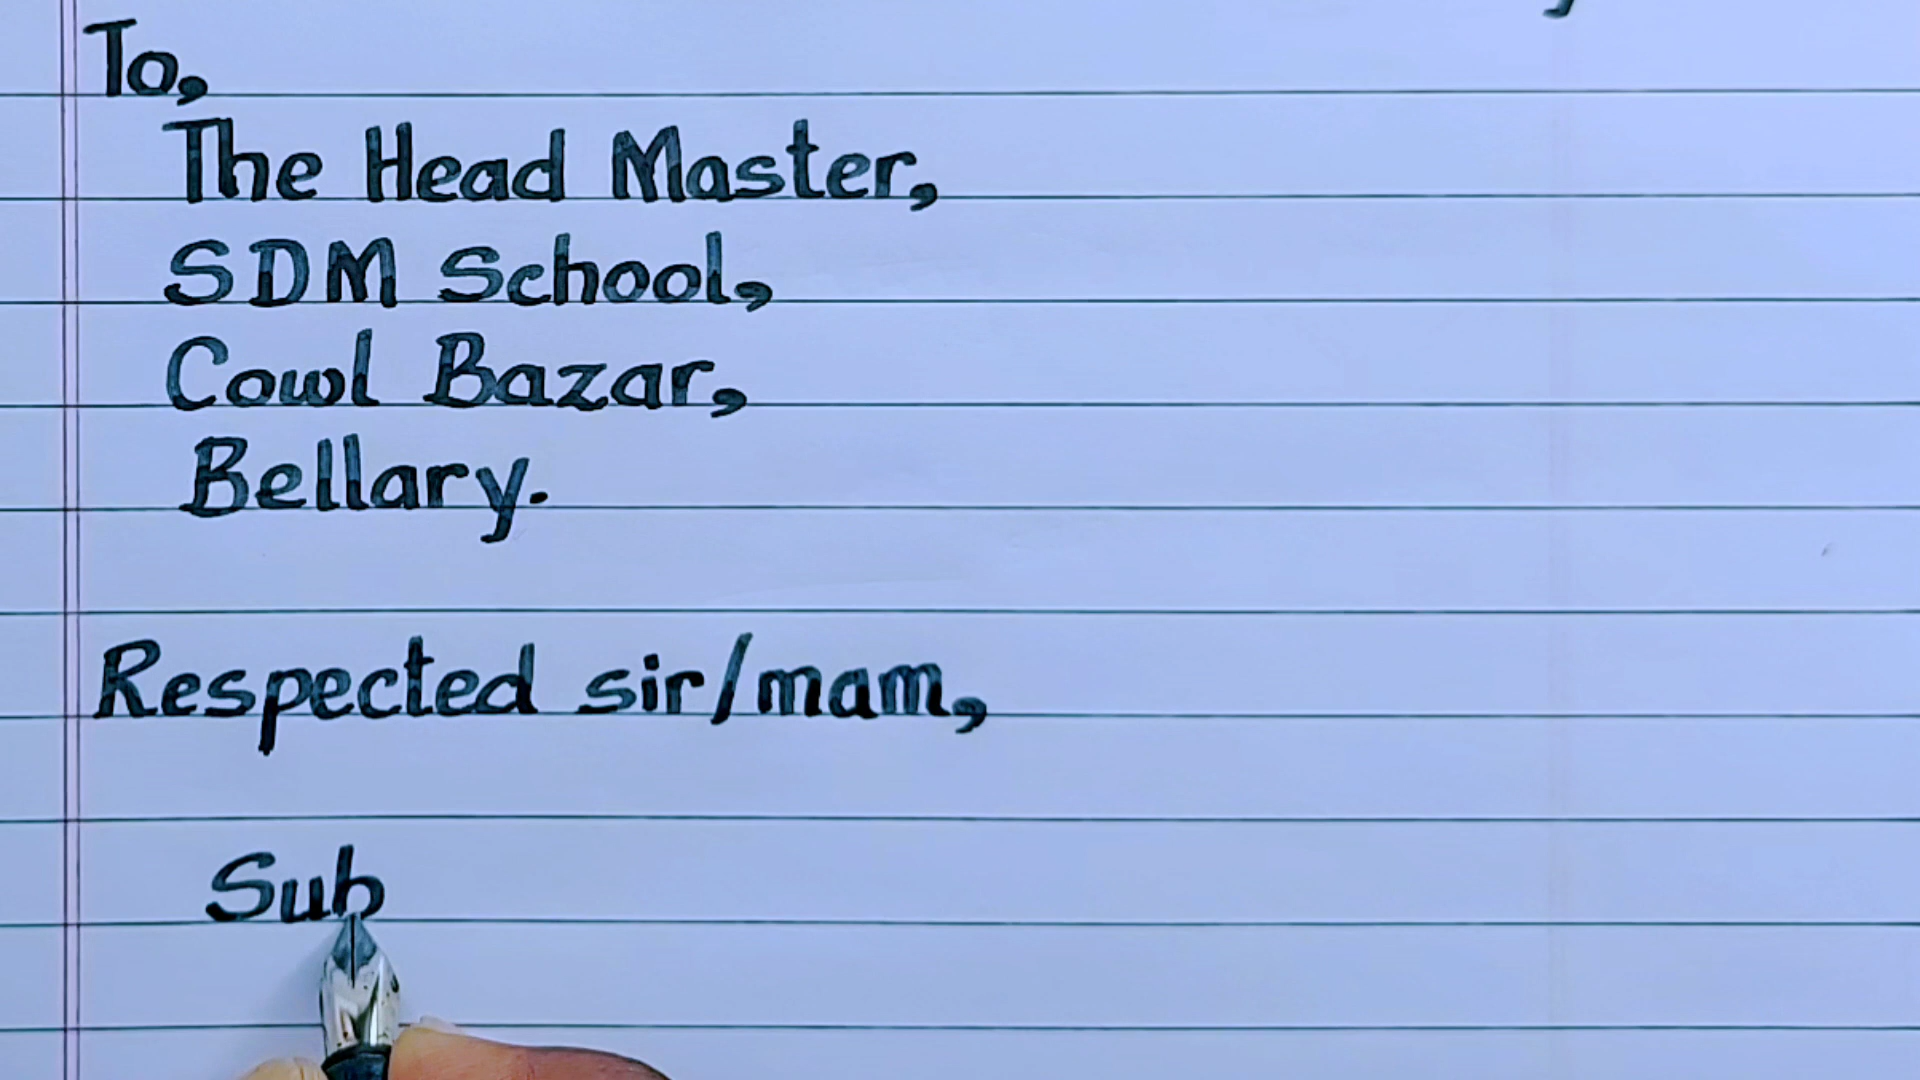 To,
The Head Master,
SDM School,
Cowl Bazar,
Bellary.
Respected sir/mam,
Sub